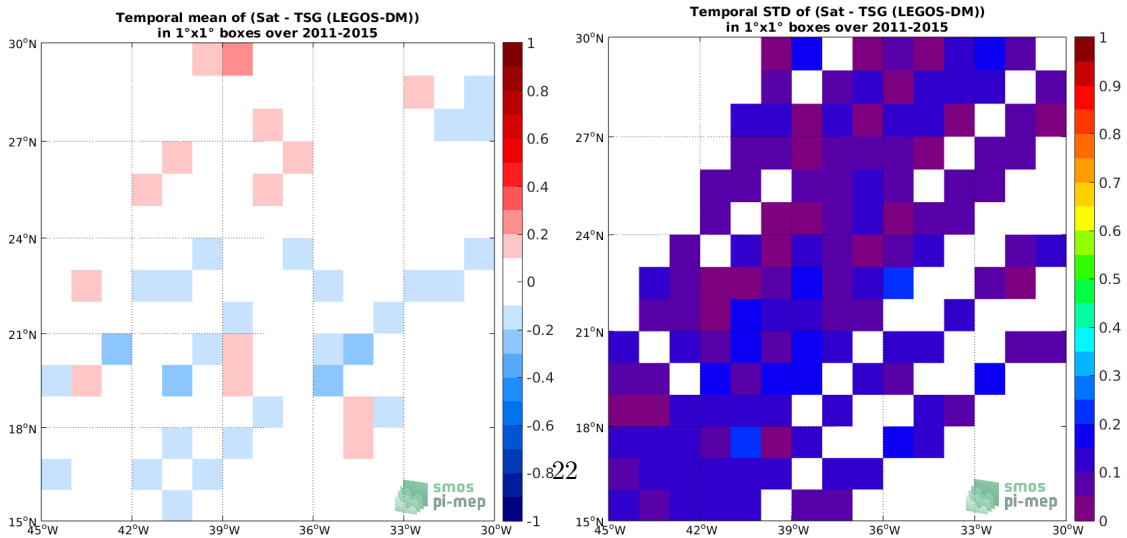 Temporal mean of (Sat - TSG (LEGOS-DM))
in 1°x1° boxes over 2011-2015
30°N
27°N
24°N
21°N
18°N
15°N
45°W
42°W
39°W
36°W
33°W
30°W
1
0.8
0.6
0.4
0.2
0
-0.2
-0.4
-0.6
-0.8
-1
smos
pi-mep
22
Temporal STD of (Sat - TSG (LEGOS-DM))
in 1°x1° boxes over 2011-2015
30°N
27°N
24°N
21°N
18°N
15°N
45°W
42°W
39°W
36°W
33°W
30°W
1
0.9
0.8
0.7
0.6
0.5
0.4
0.3
0.2
0.1
0
smos
pi-mep